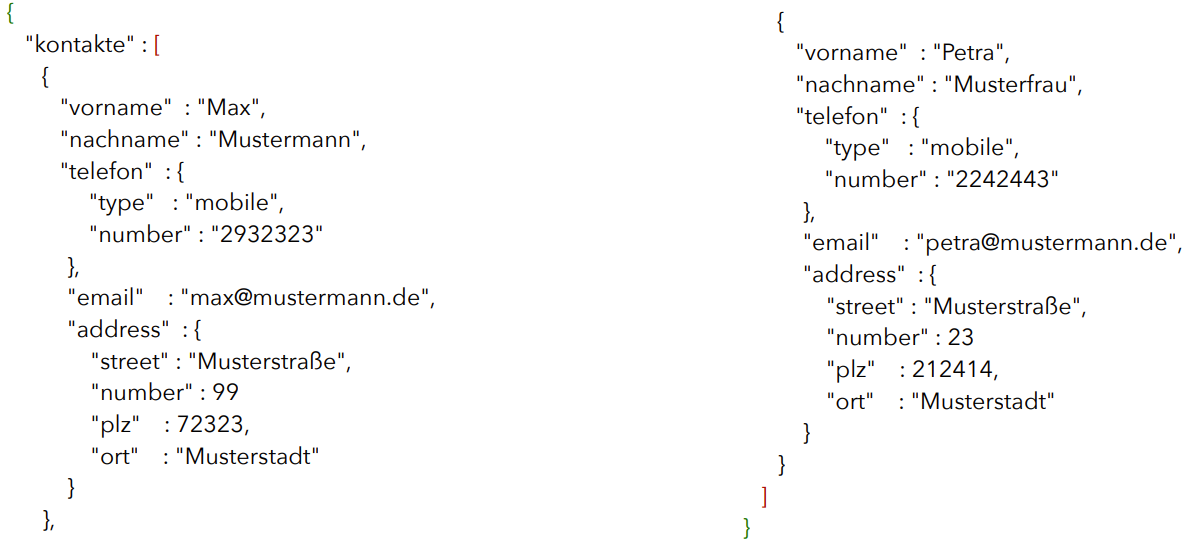 {
"kontakte" : [
{
"vorname" : "Max",
"nachname" : "Mustermann",
"telefon" : {
"type" : "mobile",
"number" : "2932323"
},
"email" : "max@mustermann.de",
"address" : {
"street" : "Musterstraße",
"number" : 99
"plz" : 72323,
"ort" : "Musterstadt"
}
},
{
"vorname" : "Petra",
"nachname" : "Musterfrau",
"telefon" : {
"type" : "mobile",
"number" : "2242443"
},
"email" : "petra@mustermann.de",
"address" : {
"street" : "Musterstraße",
"number" : 23
"plz" : 212414,
"ort" : "Musterstadt"
}
}
]
}